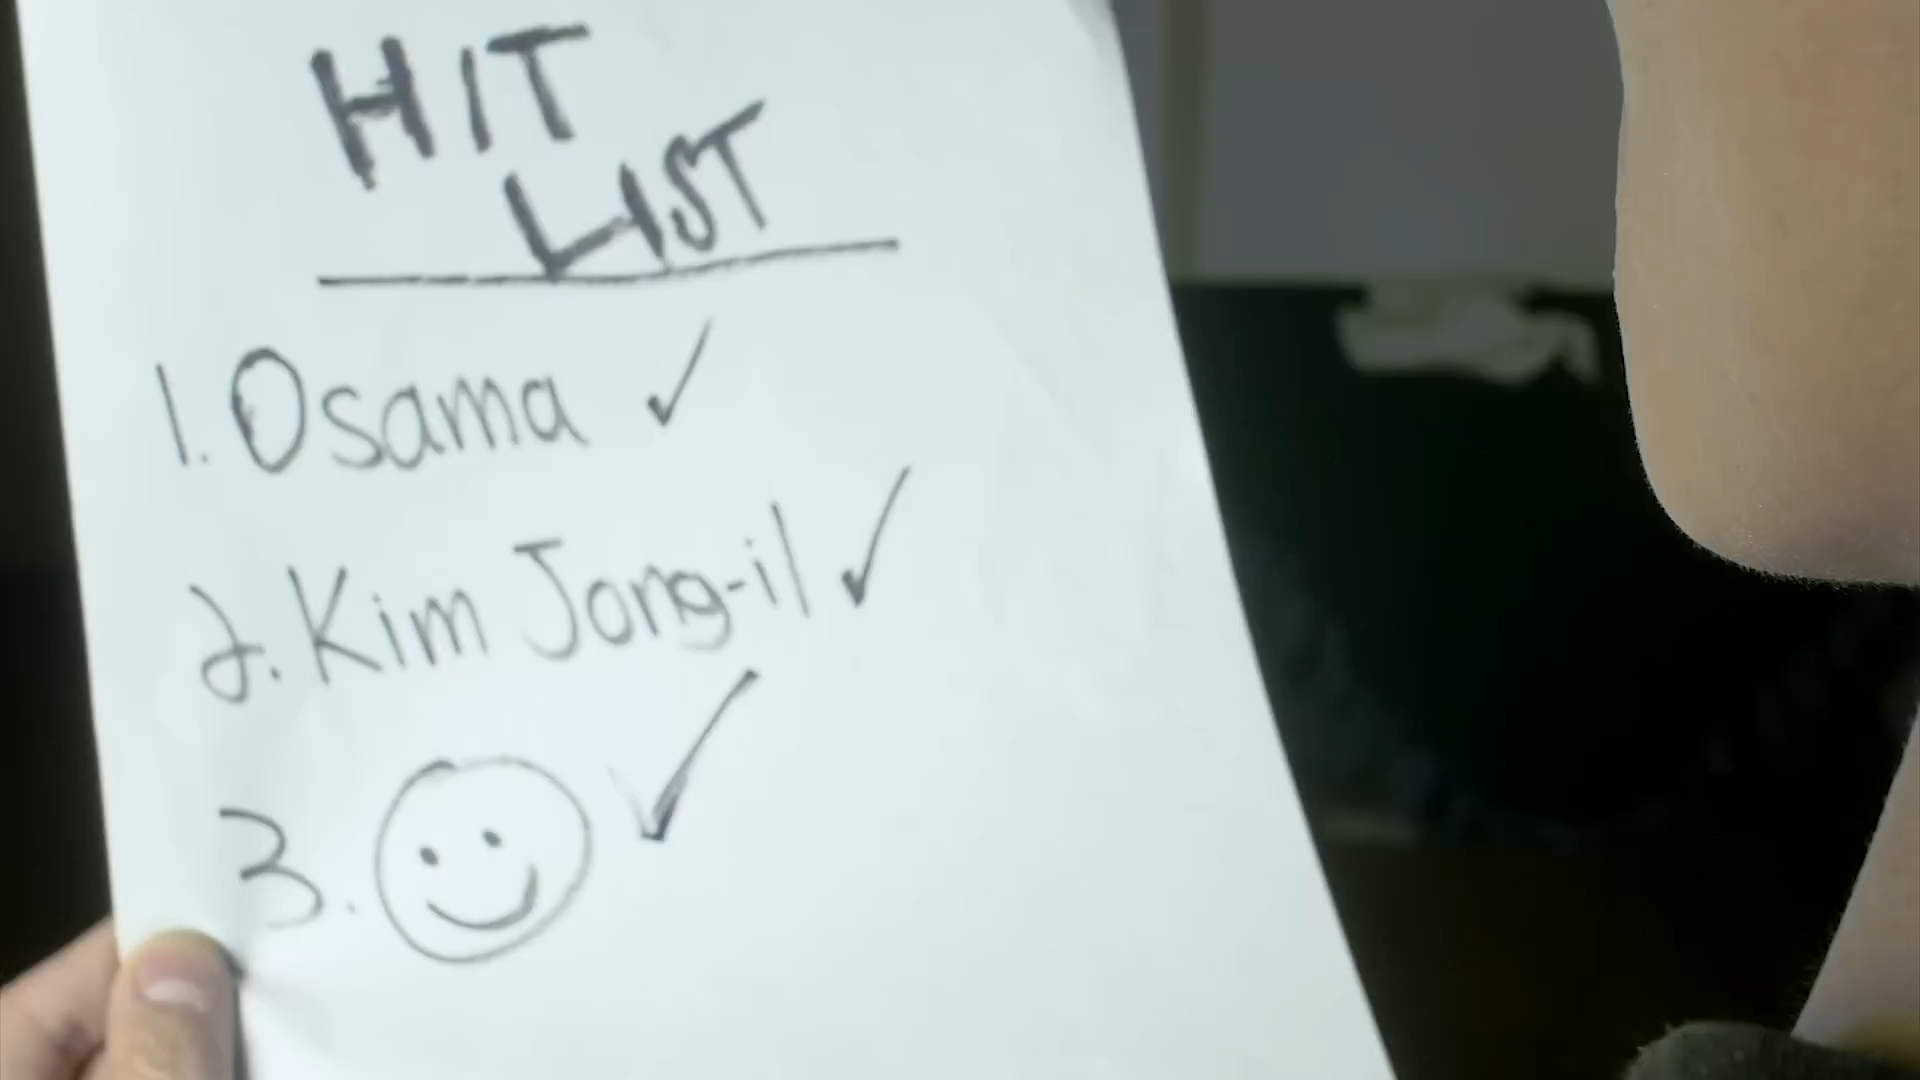 HIT
LIST
1. Osama ✓
2. Kim Jong-il ✓
3. ☺ ✓